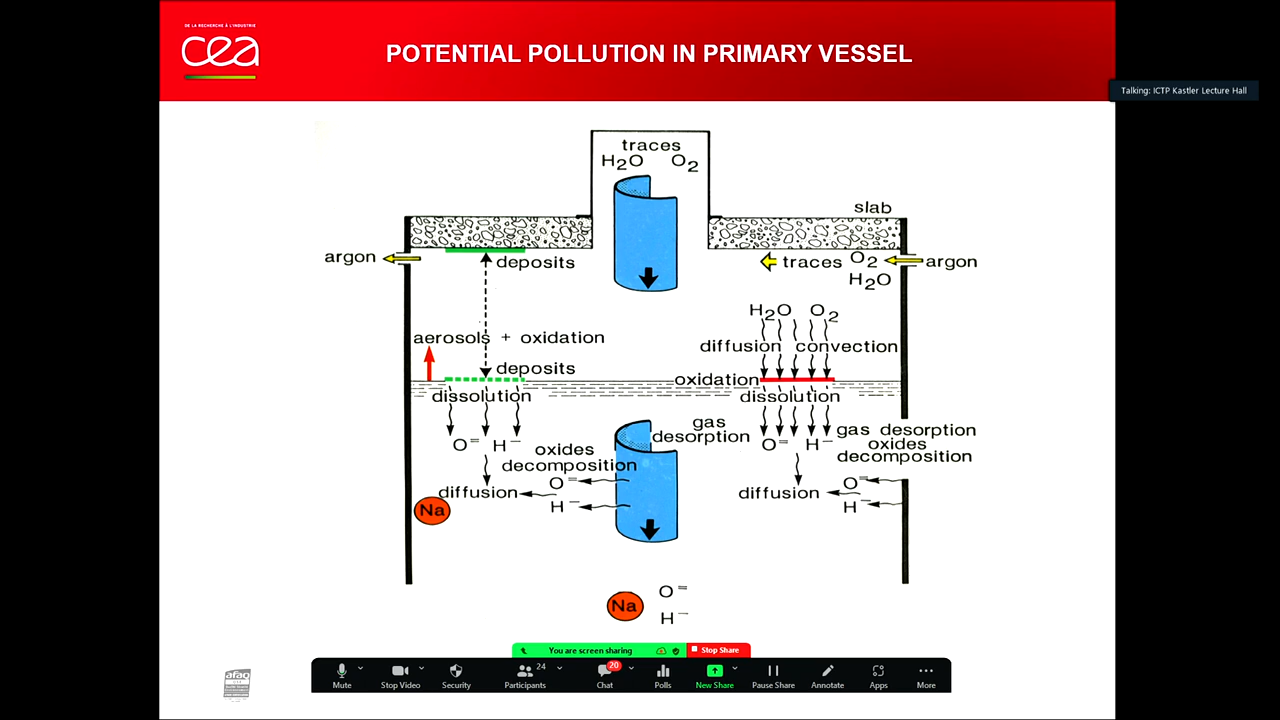 DE LA RECHERCHE À L'INDUSTRIE
cea
POTENTIAL POLLUTION IN PRIMARY VESSEL
Talking: ICTP Kastler Lecture Hall
traces
H2O O2
slab
argon
deposits
traces O2
H2O
argon
H2O O2
aerosols + oxidation
diffusion convection
deposits
oxidation
dissolution
dissolution
gas
desorption
O= H-
O= H-
gas desorption
oxides
decomposition
oxides
decomposition
O=
O=
diffusion
diffusion
H-
H-
Na
Na
O=
H-
You are screen sharing
Stop Share
afaq
24
20
Mute
Stop Video
Security
Participants
Chat
Polls
New Share
Pause Share
Annotate
Apps
More